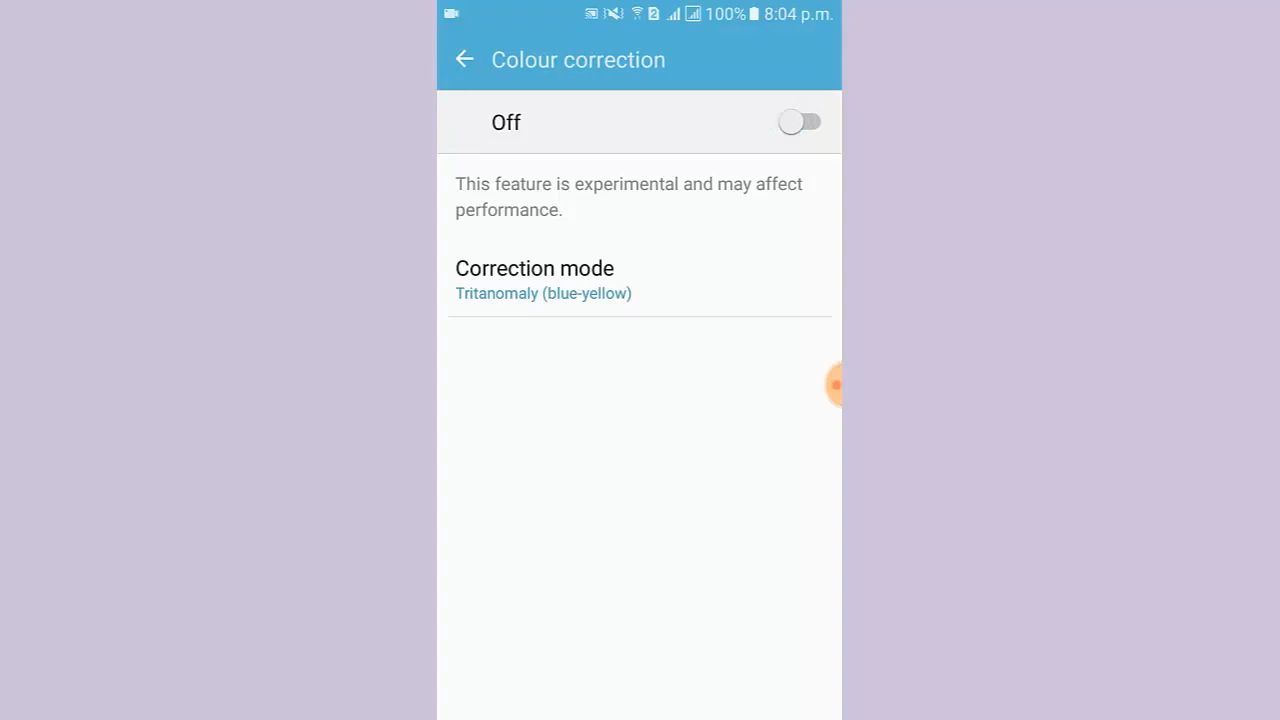 2 100% 8:04 p.m.
Colour correction
Off
This feature is experimental and may affect
performance.
Correction mode
Tritanomaly (blue-yellow)